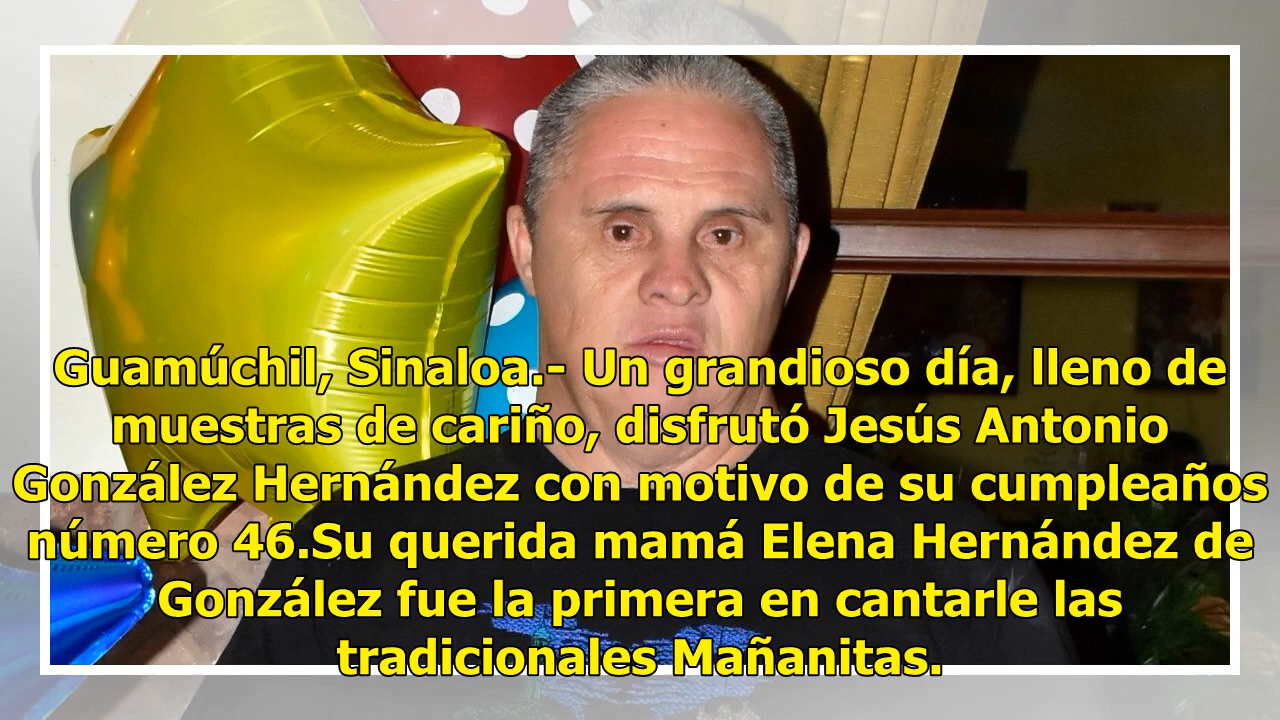 Guamúchil, Sinaloa.- Un grandioso día, lleno de
muestras de cariño, disfrutó Jesús Antonio
González Hernández con motivo de su cumpleaños
número 46.Su querida mamá Elena Hernández de
González fue la primera en cantarle las
tradicionales Mañanitas.